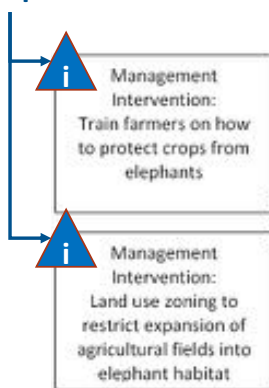 i
Management
Intervention:
Train farmers on how
to protect crops from
elephants
i
Management
Intervention:
Land use zoning to
restrict expansion of
agricultural fields into
elephant habitat